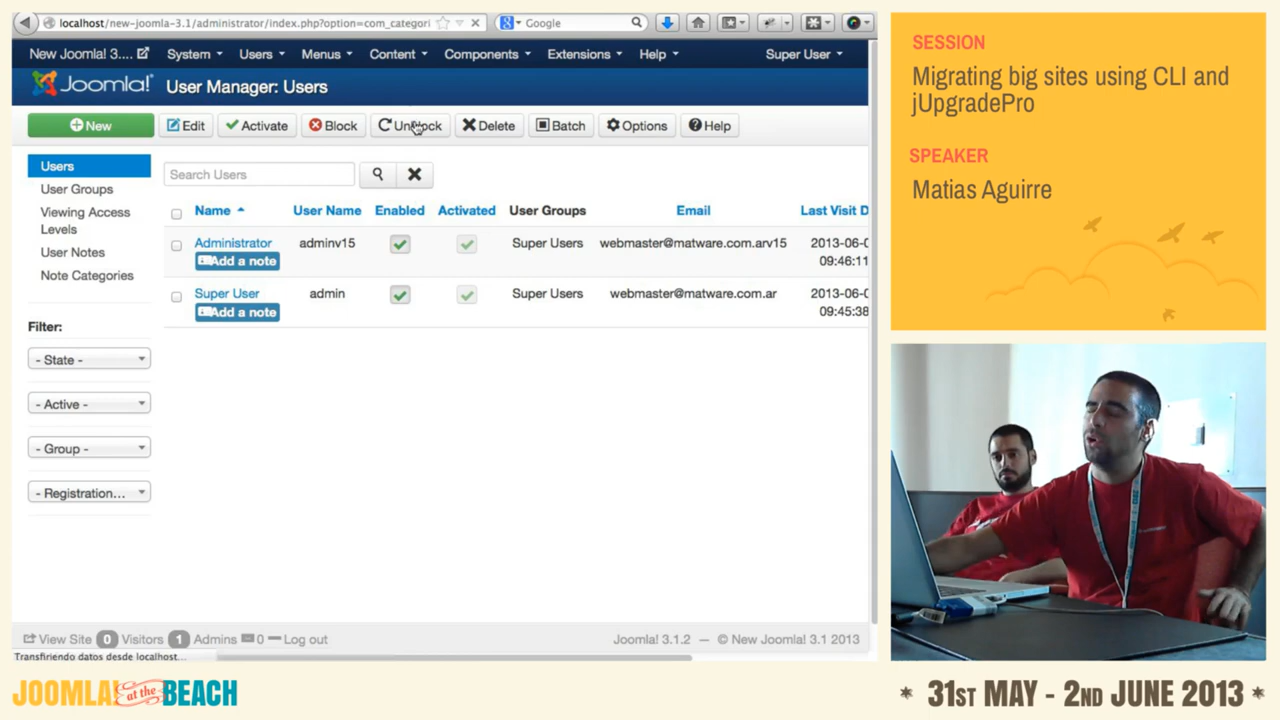 localhost/new-joomla-3.1/administrator/index.php?option=com_categori
Google
New Joomla! 3.... System Users Menus Content Components Extensions Help Super User
Joomla! User Manager: Users
New Edit Activate Block Unblock Delete Batch Options Help
Users
User Groups
Viewing Access
Levels
User Notes
Note Categories
Filter:
- State -
- Active -
- Group -
- Registration...
Search Users
Name User Name Enabled Activated User Groups Email Last Visit D
Administrator adminv15 Super Users webmaster@matware.com.arv15 2013-06-0
Add a note 09:46:11
Super User admin Super Users webmaster@matware.com.ar 2013-06-0
Add a note 09:45:38
View Site 0 Visitors 1 Admins 0 Log out Joomla! 3.1.2 — © New Joomla! 3.1 2013
Transfiriendo datos desde localhost...
SESSION
Migrating big sites using CLI and
jUpgradePro
SPEAKER
Matias Aguirre
JOOMLA! at the BEACH
* 31ST MAY - 2ND JUNE 2013 *